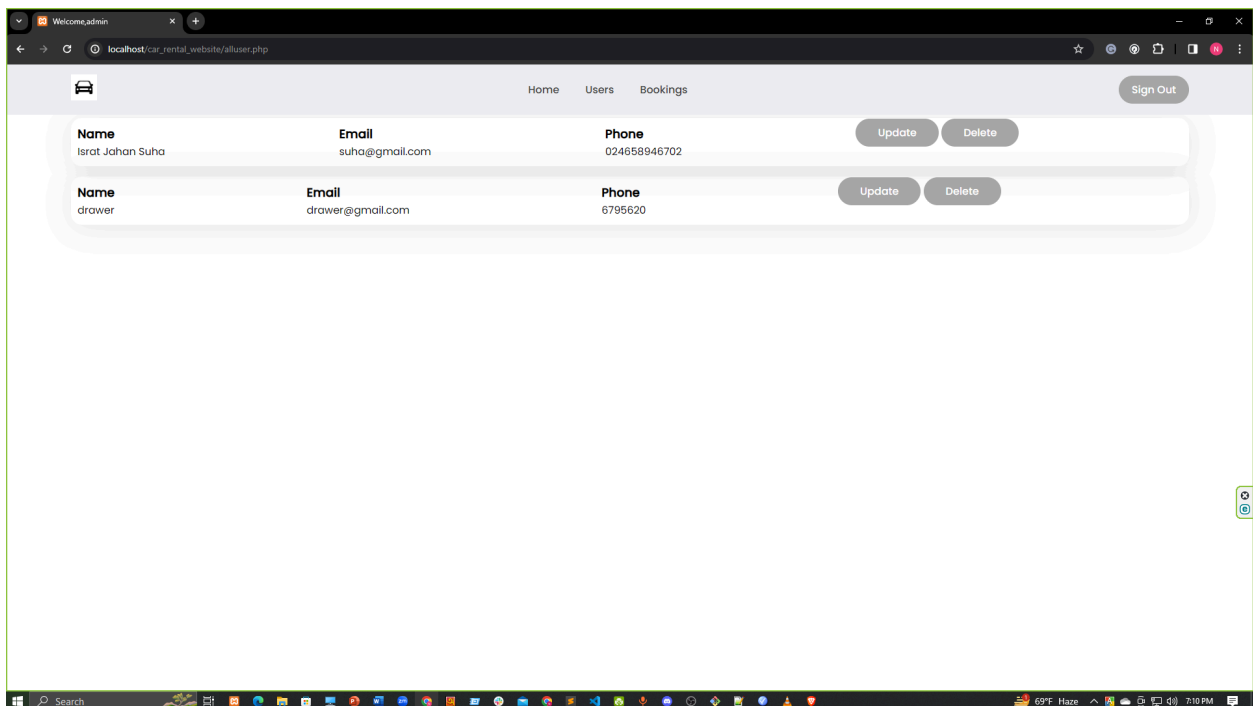 Welcome,admin
localhost/car_rental_website/alluser.php
N
Home Users Bookings Sign Out
Name Email Phone Update Delete
Israt Jahan Suha suha@gmail.com 024658946702
Name Email Phone Update Delete
drawer drawer@gmail.com 6795620
Search 69°F Haze 7:10 PM